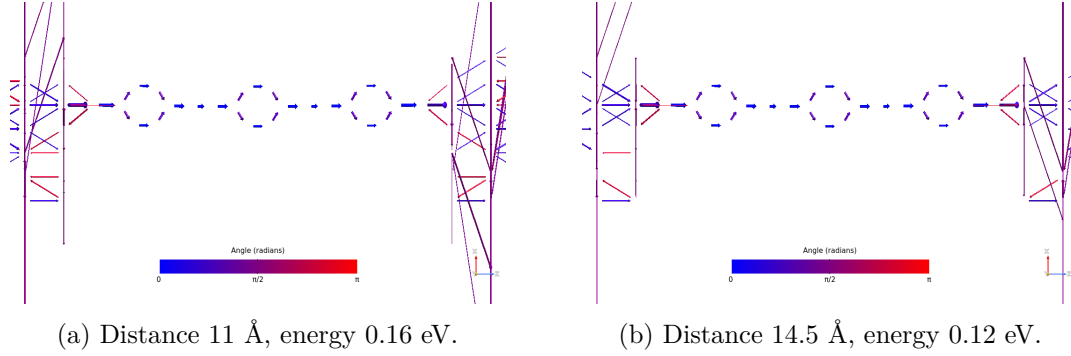 Angle (radians)
0 π/2 π
Angle (radians)
0 π/2 π
(a) Distance 11 Å, energy 0.16 eV.
(b) Distance 14.5 Å, energy 0.12 eV.